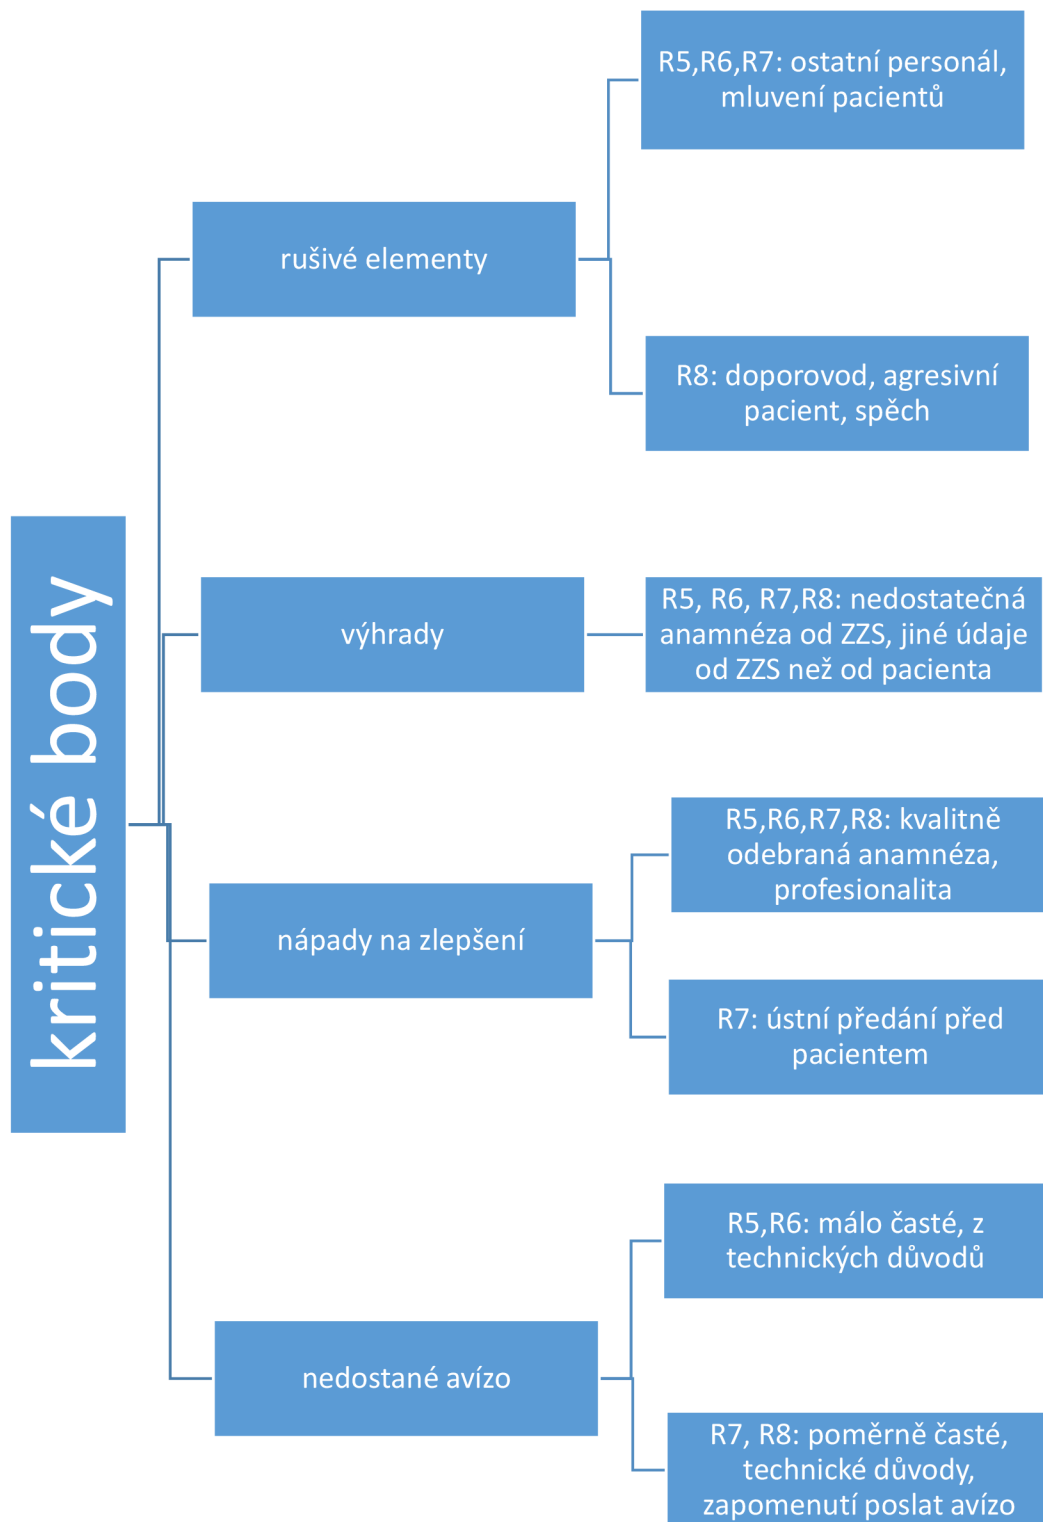 kritické body
rušivé elementy
R5,R6,R7: ostatní personál,
mluvení pacientů
R8: doporovod, agresivní
pacient, spěch
výhrady
R5, R6, R7,R8: nedostatečná
anamnéza od ZZS, jiné údaje
od ZZS než od pacienta
nápady na zlepšení
R5,R6,R7,R8: kvalitně
odebraná anamnéza,
profesionalita
R7: ústní předání před
pacientem
nedostané avízo
R5,R6: málo časté, z
technických důvodů
R7, R8: poměrně časté,
technické důvody,
zapomenutí poslat avízo